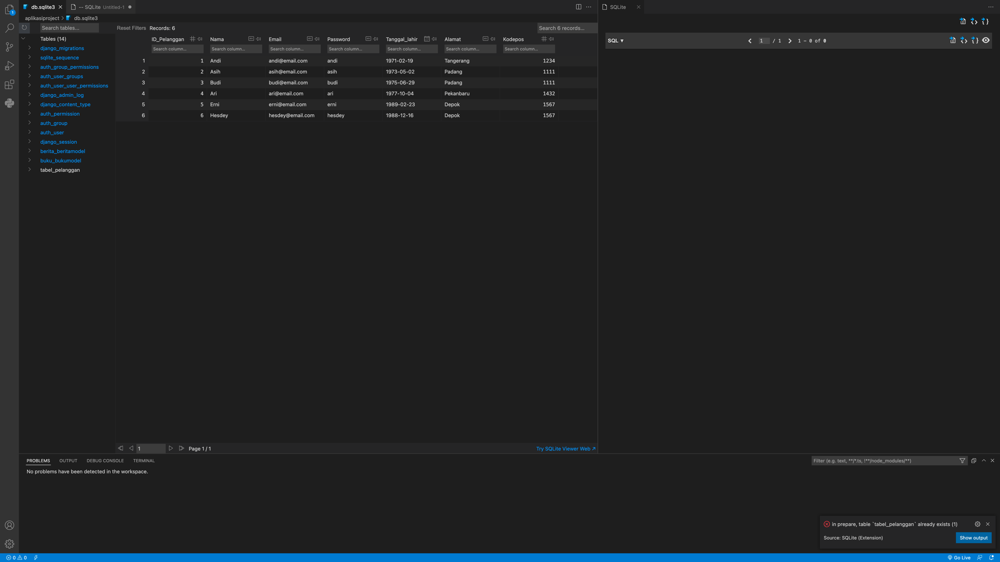 db.sqlite3
-- SQLite Untitled-1
SQLite
1
aplikasiproject > db.sqlite3
Search tables...
Reset Filters Records: 6
Search 6 records...
Tables (14)
django_migrations
sqlite_sequence
auth_group_permissions
auth_user_groups
auth_user_user_permissions
django_admin_log
django_content_type
auth_permission
auth_group
auth_user
django_session
berita_beritamodel
buku_bukumodel
tabel_pelanggan
ID_Pelanggan Nama Email Password Tanggal_lahir Alamat Kodepos
Search column... Search column... Search column... Search column... Search column... Search column... Search column...
1 1 Andi andi@email.com andi 1971-02-19 Tangerang 1234
2 2 Asih asih@email.com asih 1973-05-02 Padang 1111
3 3 Budi budi@email.com budi 1975-06-29 Padang 1111
4 4 Ari ari@email.com ari 1977-10-04 Pekanbaru 1432
5 5 Erni erni@email.com erni 1989-02-23 Depok 1567
6 6 Hesdey hesdey@email.com hesdey 1988-12-16 Depok 1567
SQL ▼ 1 / 1 1 - 0 of 0
1 Page 1 / 1
Try SQLite Viewer Web ↗
PROBLEMS OUTPUT DEBUG CONSOLE TERMINAL
Filter (e.g. text, **/*.ts, !**/node_modules/**)
No problems have been detected in the workspace.
in prepare, table `tabel_pelanggan` already exists (1)
Source: SQLite (Extension)
Show output
0 0
Go Live